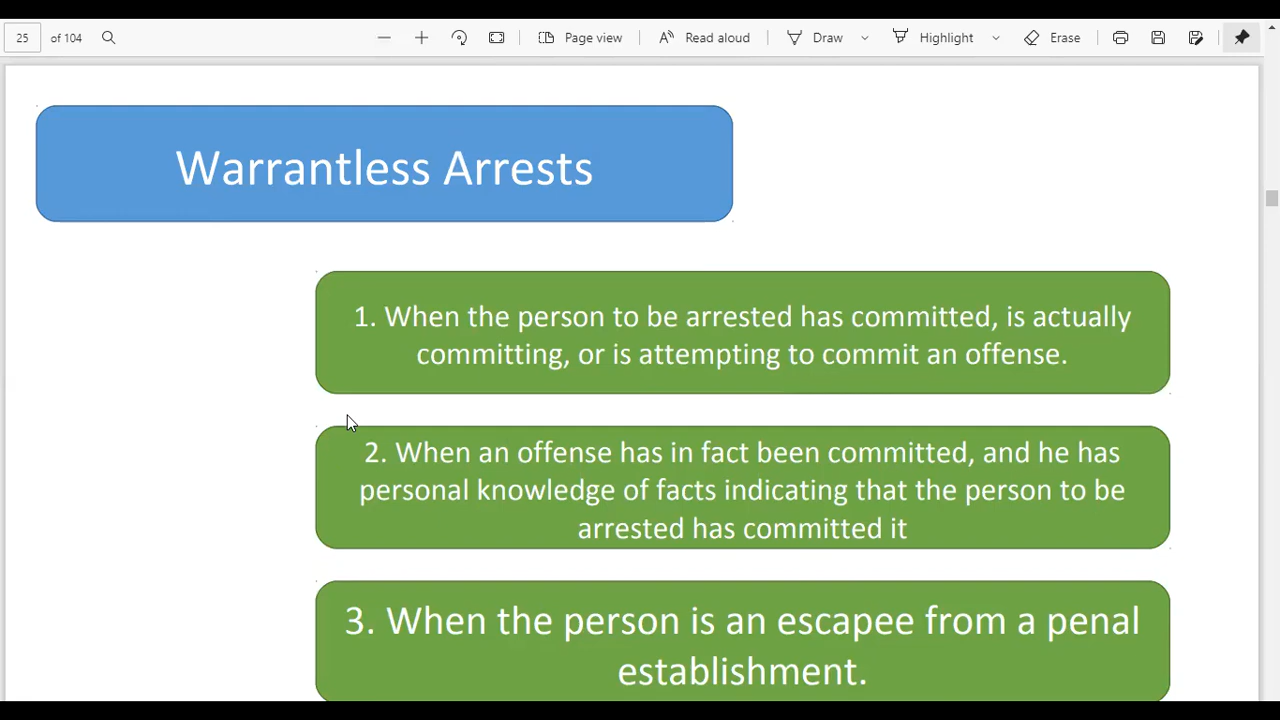 25 of 104 Page view Read aloud Draw Highlight Erase
Warrantless Arrests
1. When the person to be arrested has committed, is actually
committing, or is attempting to commit an offense.
2. When an offense has in fact been committed, and he has
personal knowledge of facts indicating that the person to be
arrested has committed it
3. When the person is an escapee from a penal
establishment.